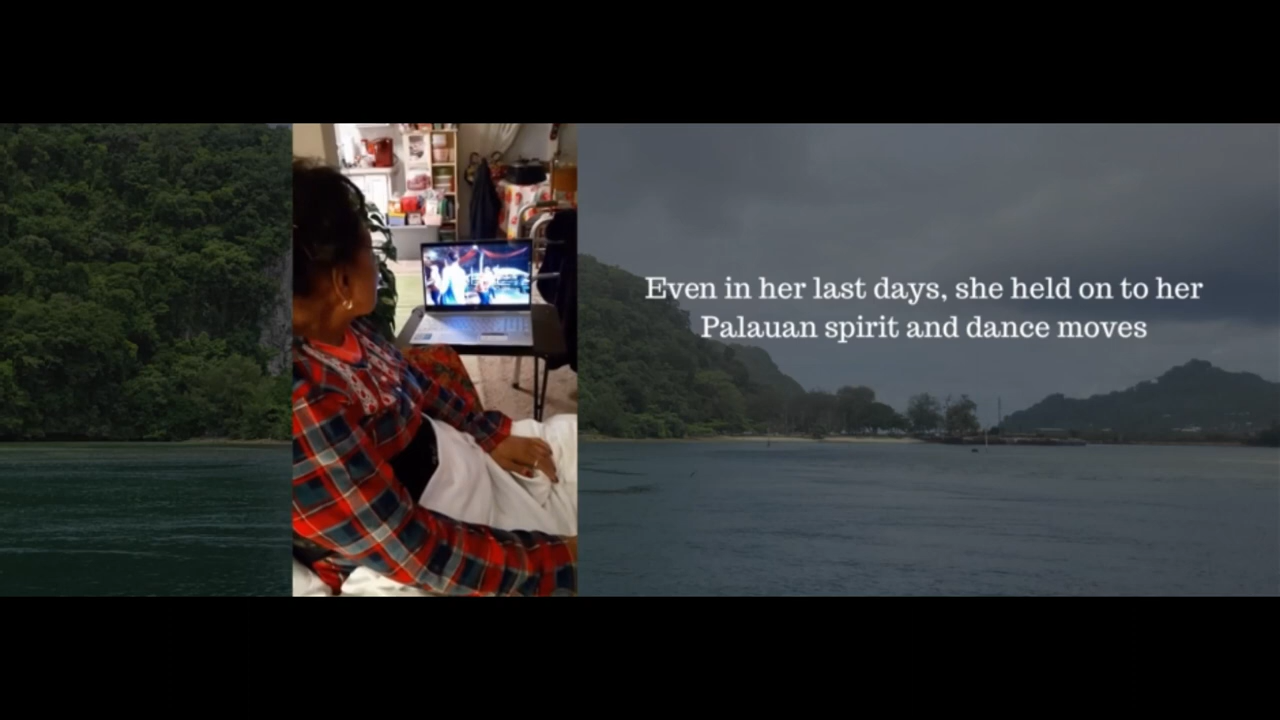 Even in her last days, she held on to her
Palauan spirit and dance moves